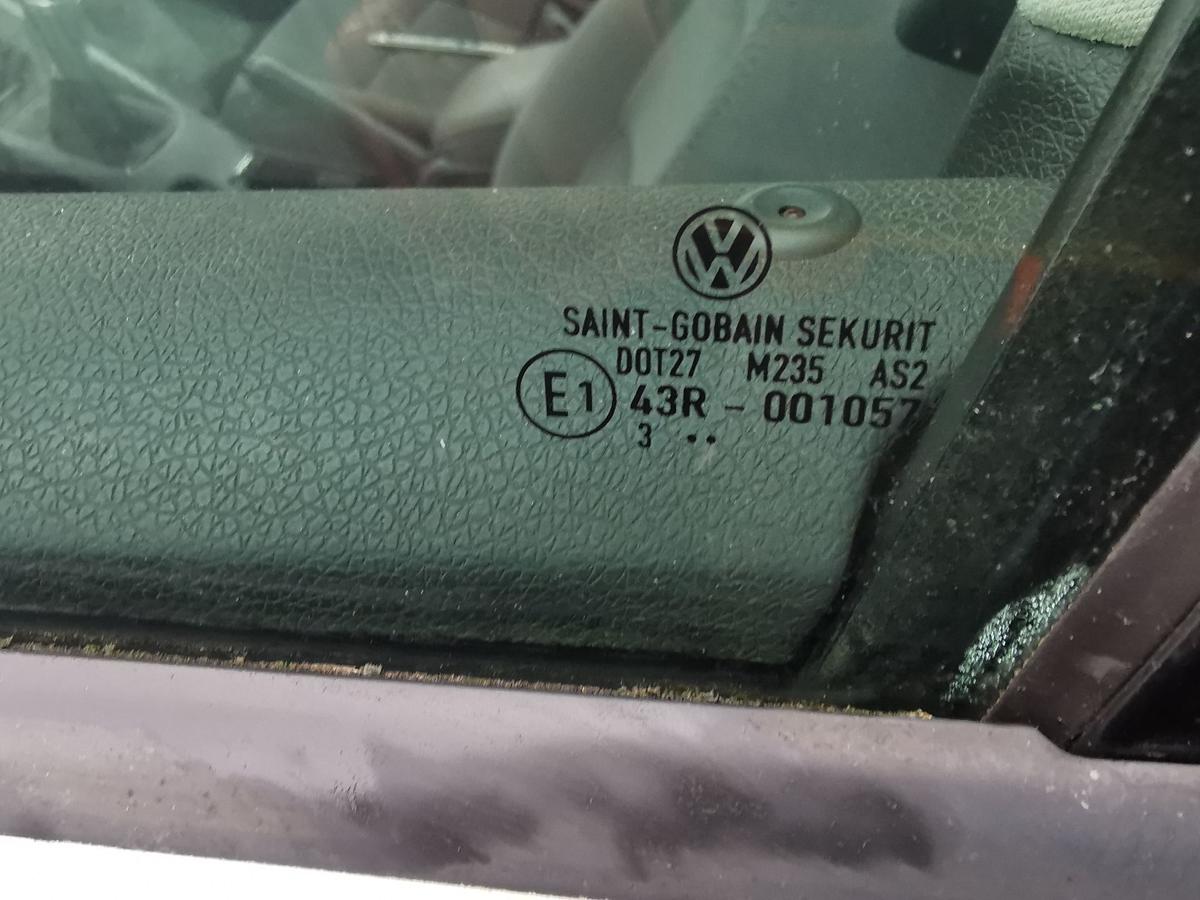 VW
SAINT-GOBAIN SEKURIT
DOT27 M235 AS2
E1 43R - 001057
3 ••